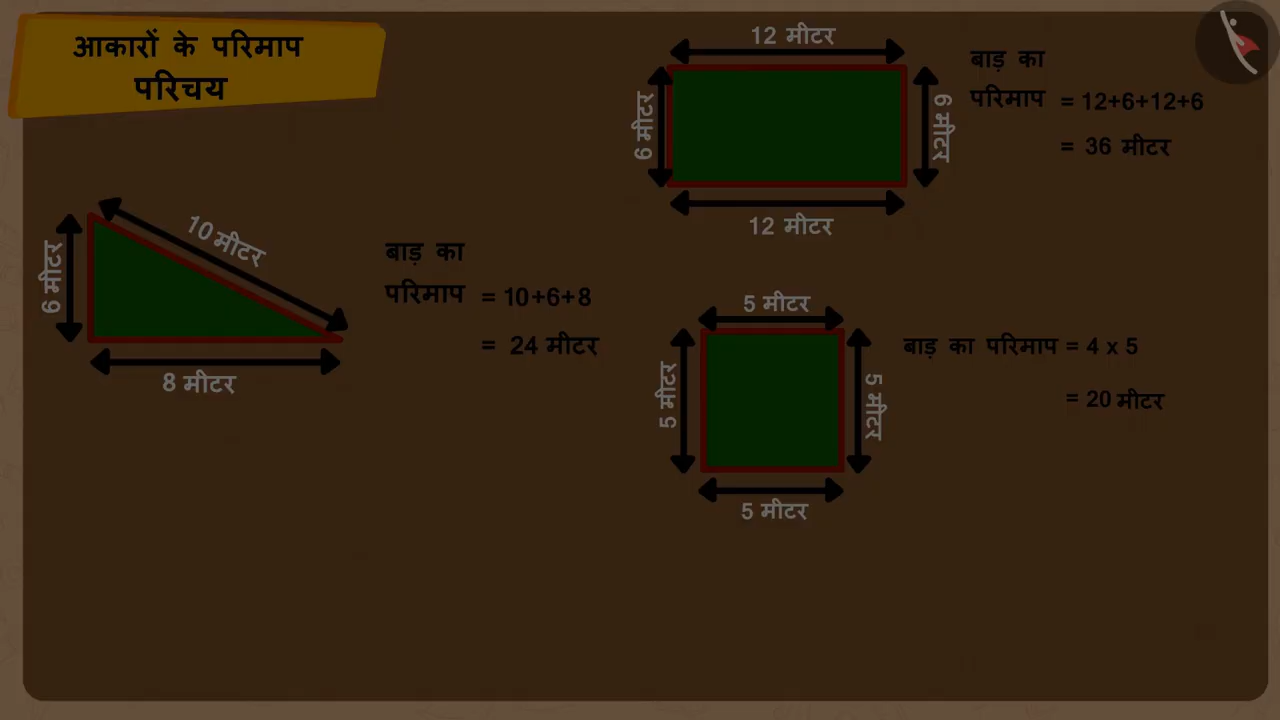 आकारों के परिमाप
परिचय
12 मीटर
6 मीटर
6 मीटर
12 मीटर
बाड़ का
परिमाप = 12+6+12+6
= 36 मीटर
10 मीटर
6 मीटर
8 मीटर
बाड़ का
परिमाप = 10+6+8
= 24 मीटर
5 मीटर
5 मीटर
5 मीटर
5 मीटर
बाड़ का परिमाप = 4 x 5
= 20 मीटर